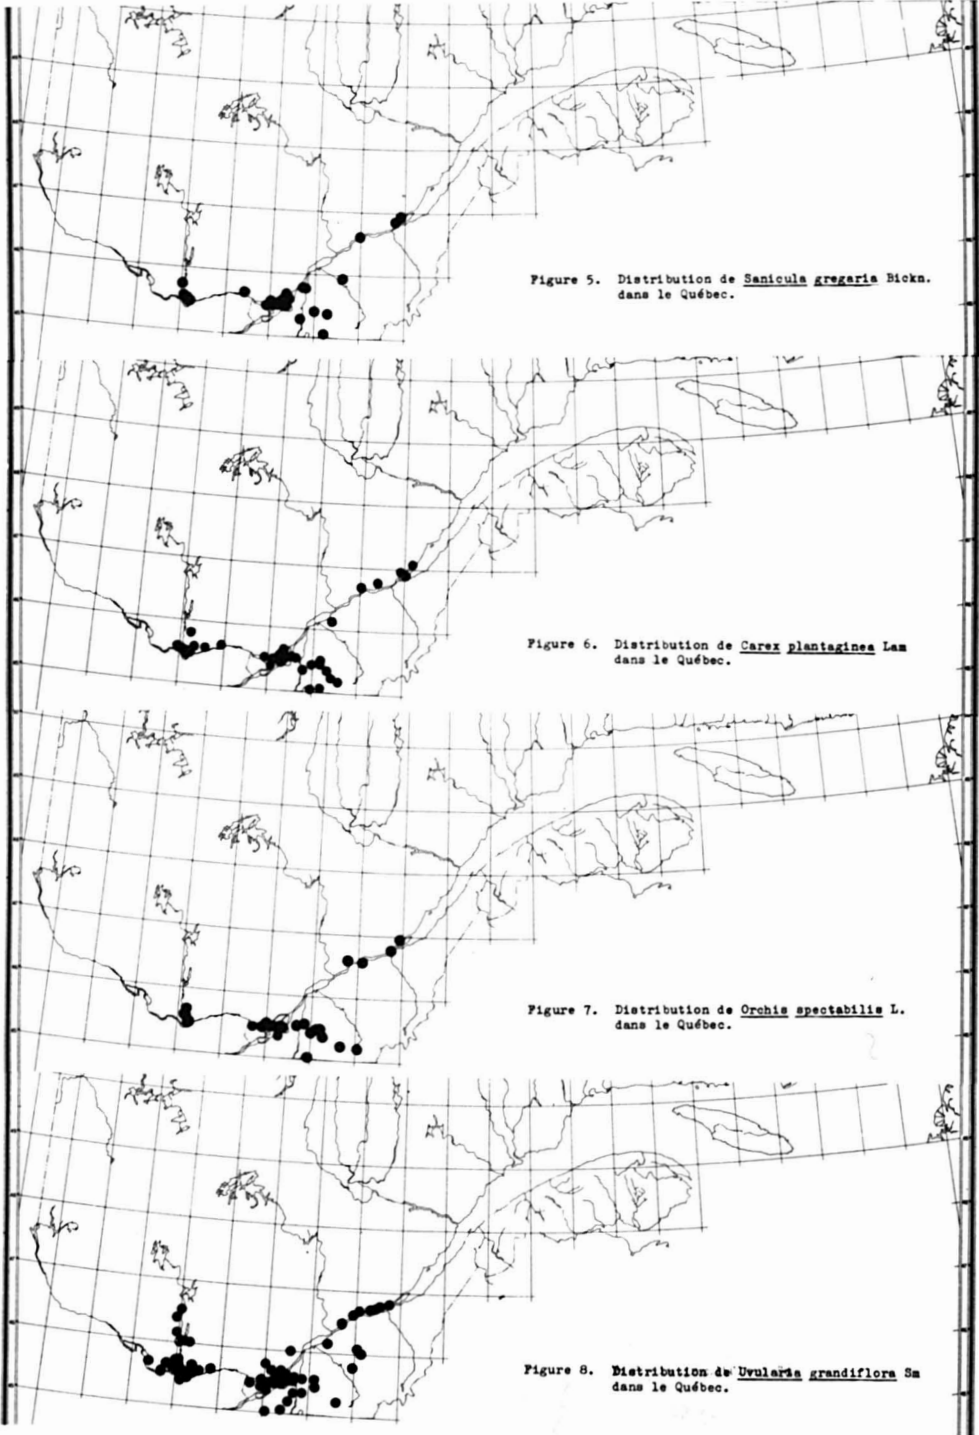 Figure 5. Distribution de Sanicula gregaria Bickn.
dans le Québec.
Figure 6. Distribution de Carex plantaginea Lam
dans le Québec.
Figure 7. Distribution de Orchis spectabilis L.
dans le Québec.
Figure 8. Distribution de Uvularia grandiflora Sm
dans le Québec.